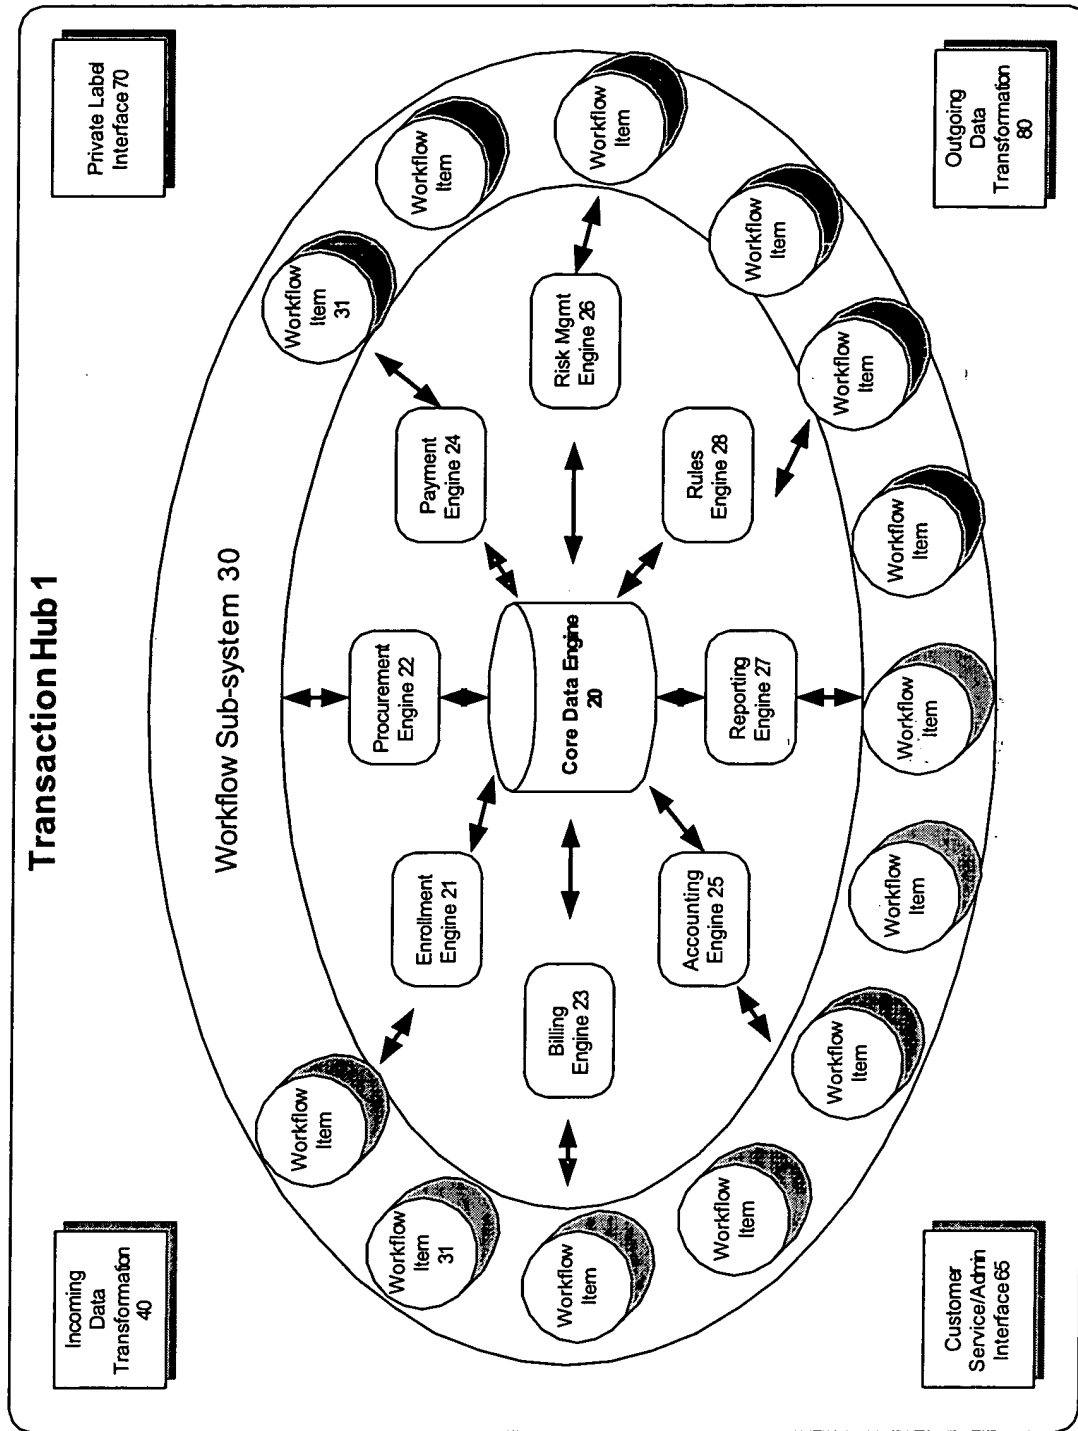 Transaction Hub 1
Incoming
Data
Transformation
40
Private Label
Interface 70
Workflow Sub-system 30
Workflow
Item
Workflow
Item
31
Workflow
Item
31
Enrollment
Engine 21
Procurement
Engine 22
Payment
Engine 24
Workflow
Item
Workflow
Item
Billing
Engine 23
Core Data Engine
20
Risk Mgmt
Engine 26
Workflow
Item
Workflow
Item
Accounting
Engine 25
Reporting
Engine 27
Rules
Engine 28
Workflow
Item
Workflow
Item
Workflow
Item
Workflow
Item
Workflow
Item
Workflow
Item
Customer
Service/Admin
Interface 65
Outgoing
Data
Transformation
80